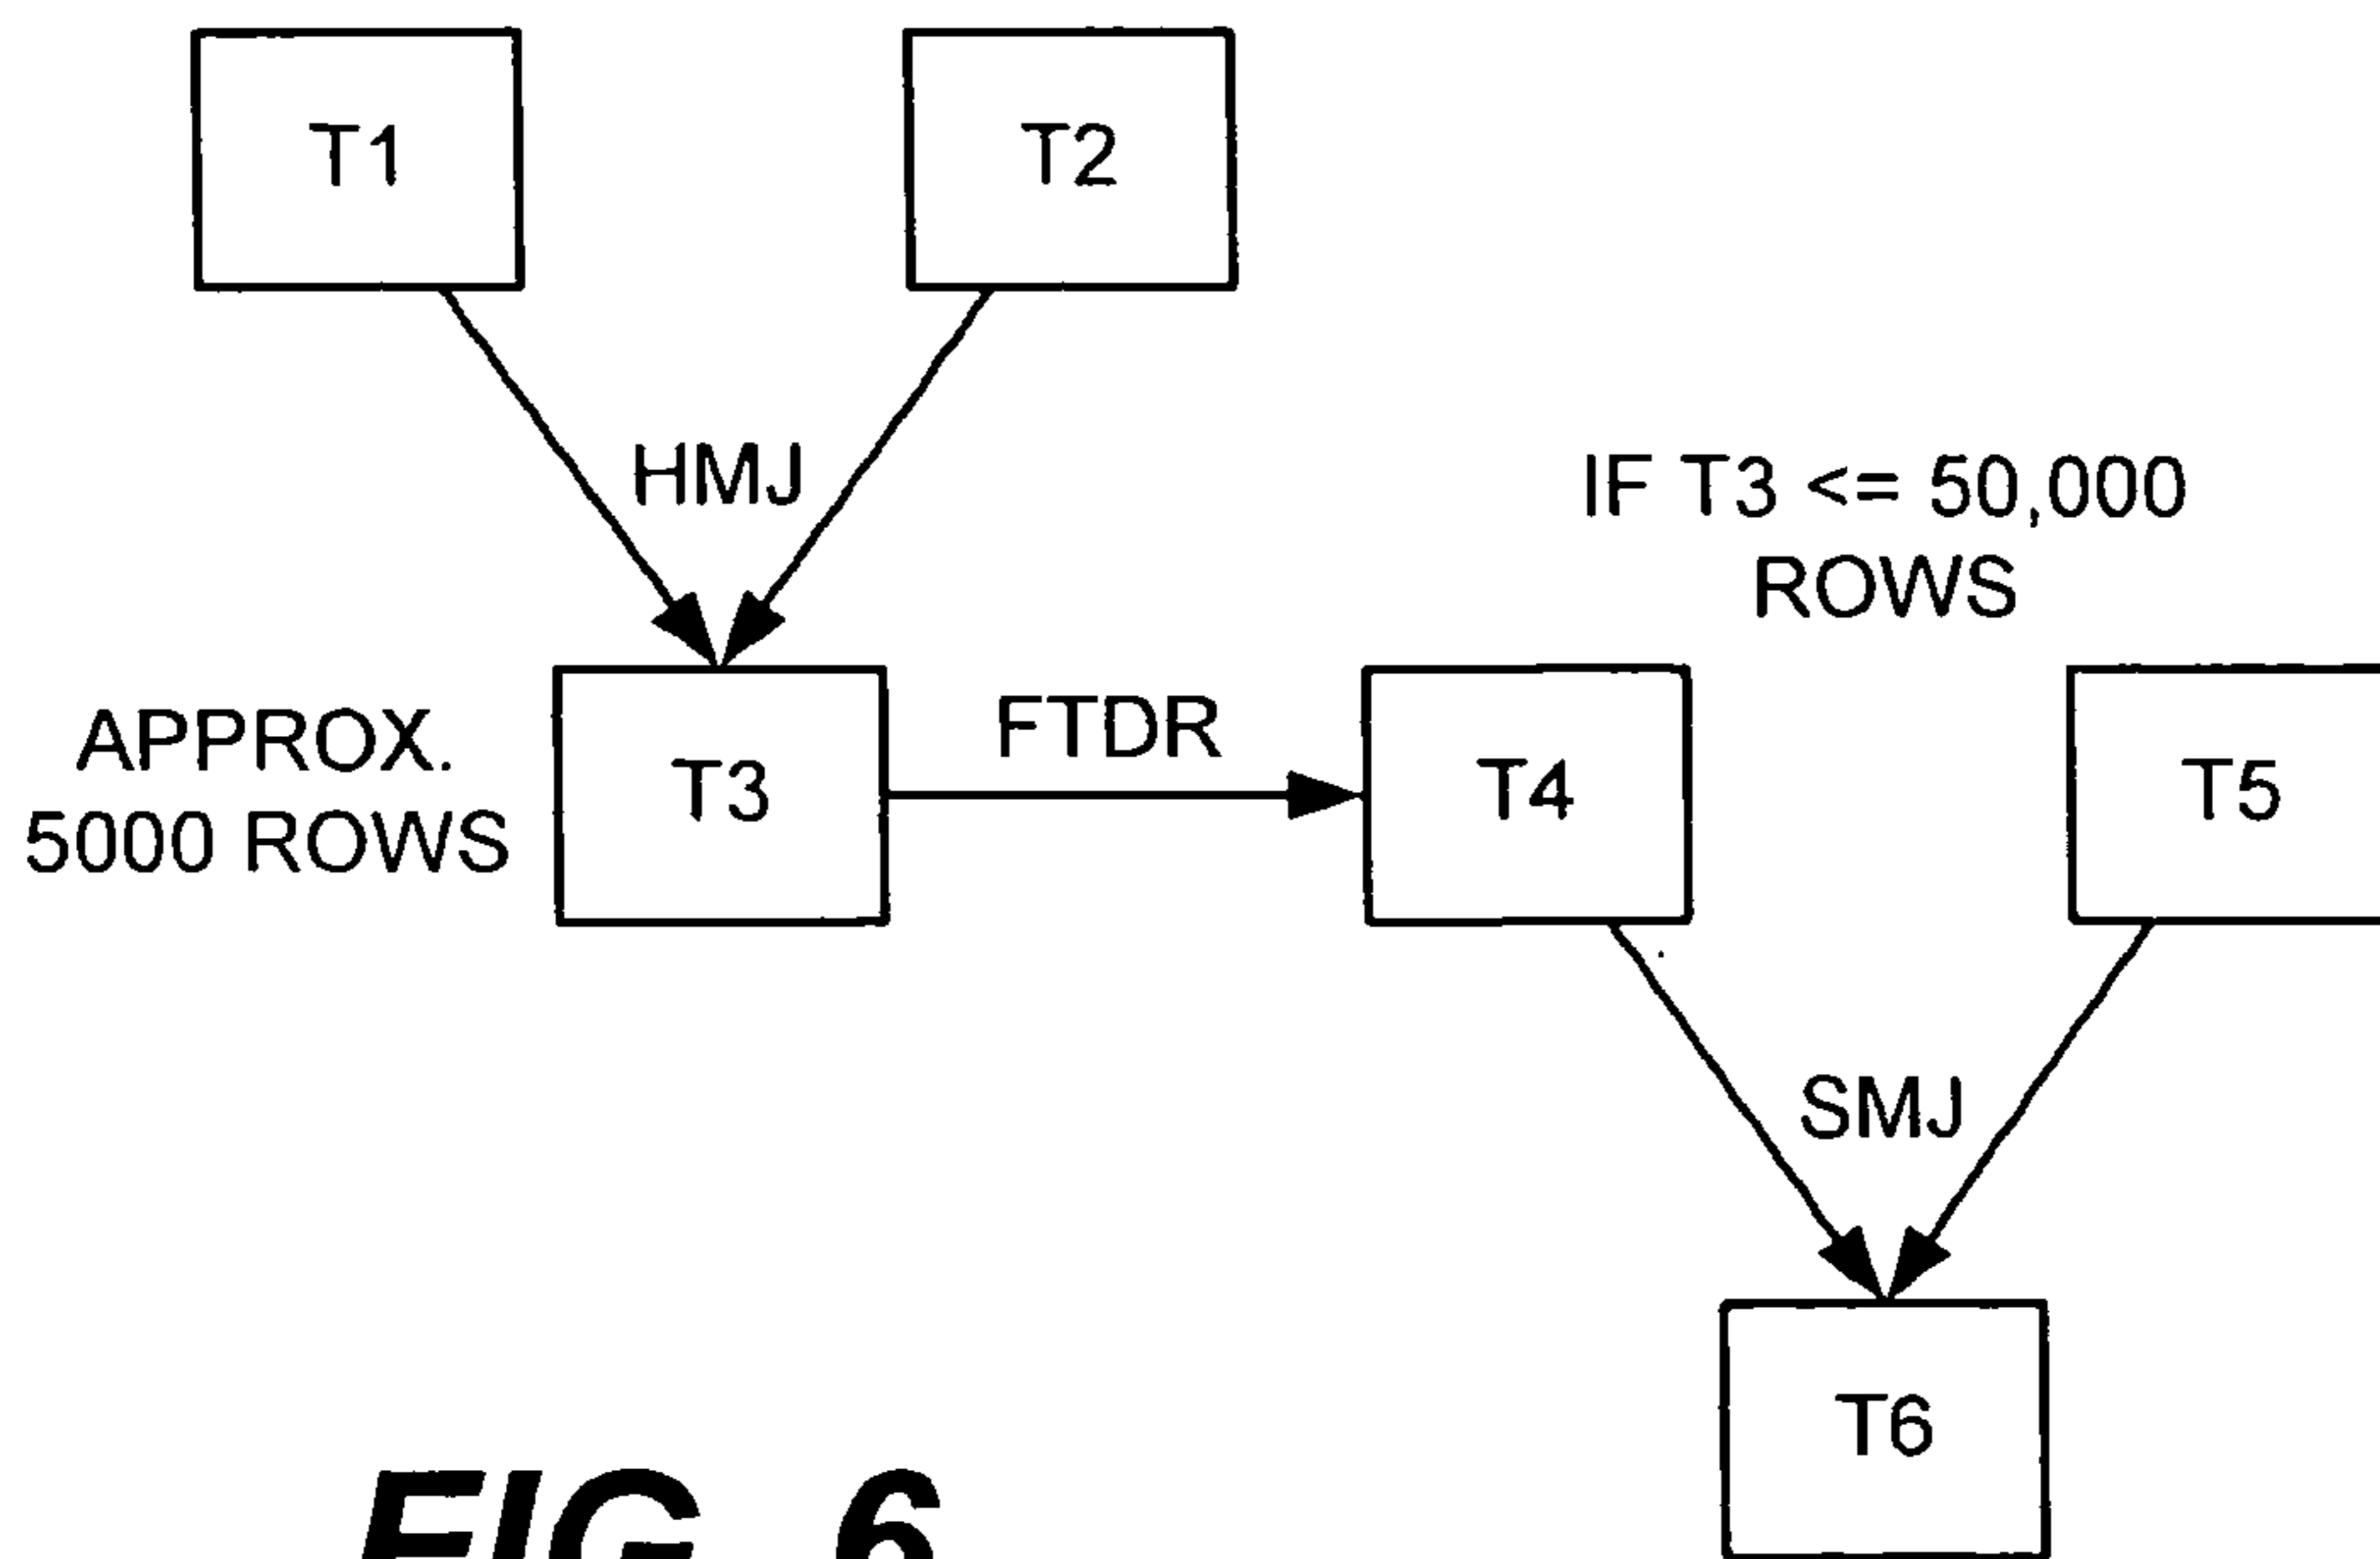 T1
T2
HMJ
IF T3 <= 50,000
ROWS
APPROX.
5000 ROWS
T3
FTDR
T4
T5
SMJ
T6
FIG. 6